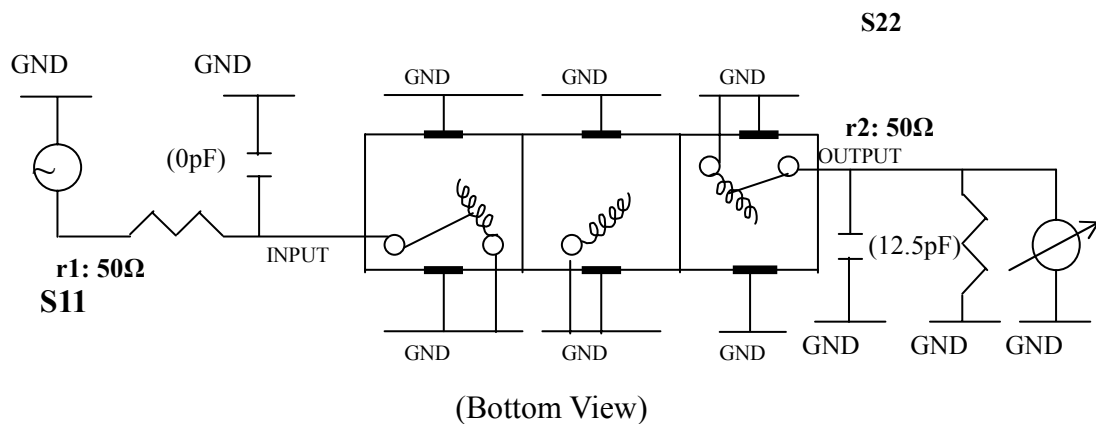 S22
GND
GND
GND
GND
GND
r2: 50Ω
(0pF)
OUTPUT
~
INPUT
(12.5pF)
r1: 50Ω
S11
GND
GND
GND
GND
GND
GND
(Bottom View)